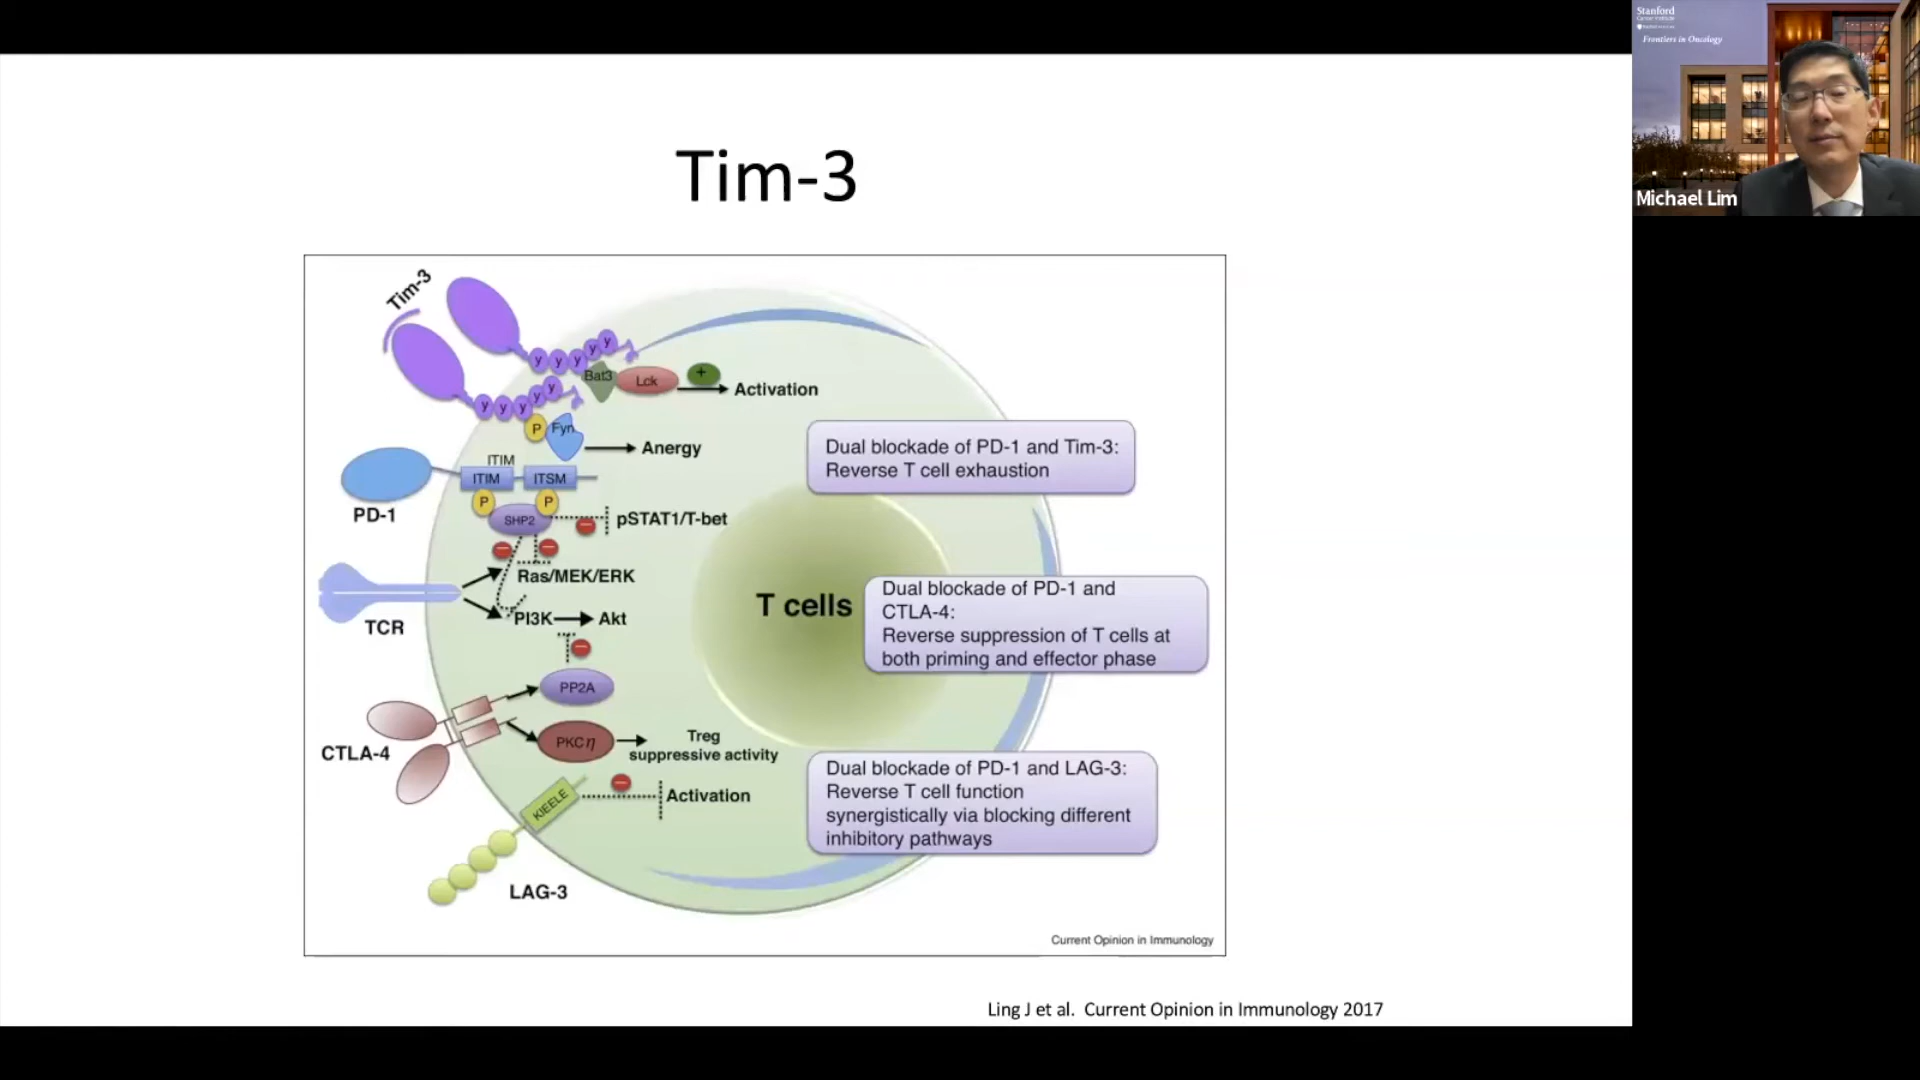 Stanford
Frontiers in Oncology
Michael Lim
Tim-3
Tim-3
y y y y y
Bat3
Lck
+
Activation
y y y y y
P
Fyn
Anergy
Dual blockade of PD-1 and Tim-3:
Reverse T cell exhaustion
ITIM
ITIM
ITSM
PD-1
P
P
SHP2
pSTAT1/T-bet
Ras/MEK/ERK
TCR
PI3K
Akt
T cells
Dual blockade of PD-1 and
CTLA-4:
Reverse suppression of T cells at
both priming and effector phase
PP2A
CTLA-4
PKCη
Treg
suppressive activity
KIEELE
Activation
LAG-3
Dual blockade of PD-1 and LAG-3:
Reverse T cell function
synergistically via blocking different
inhibitory pathways
Current Opinion in Immunology
Ling J et al. Current Opinion in Immunology 2017